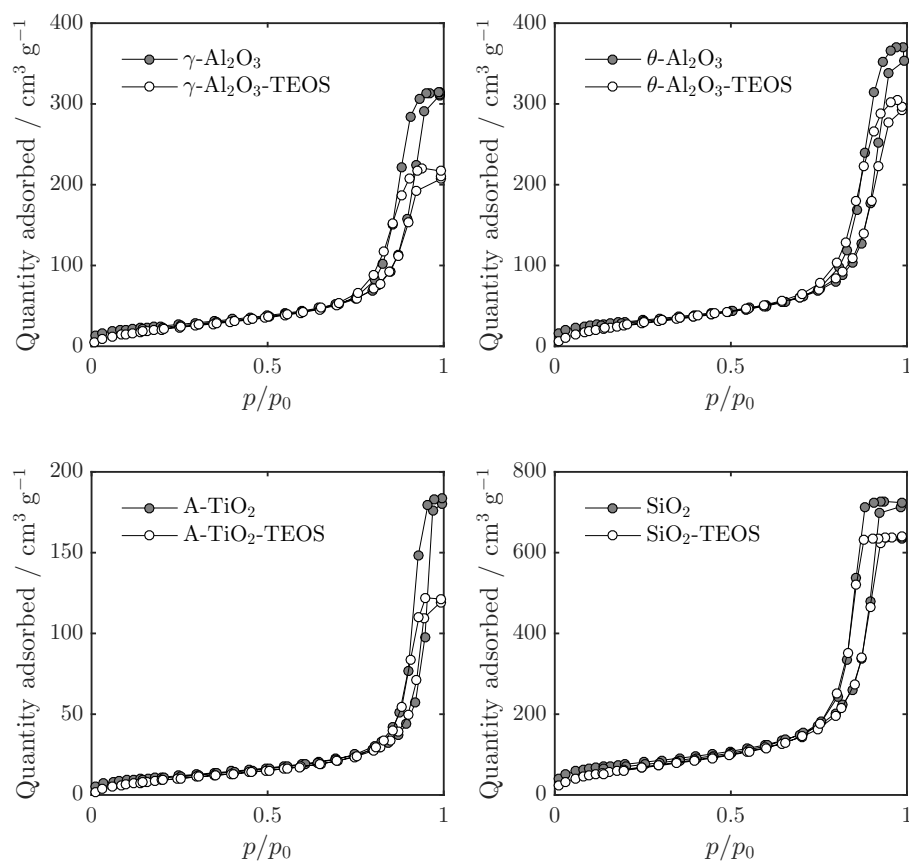 400
300
200
100
0
Quantity adsorbed / cm³ g⁻¹
γ-Al₂O₃
γ-Al₂O₃-TEOS
0 0.5 1
p/p₀
400
300
200
100
0
Quantity adsorbed / cm³ g⁻¹
θ-Al₂O₃
θ-Al₂O₃-TEOS
0 0.5 1
p/p₀
200
150
100
50
0
Quantity adsorbed / cm³ g⁻¹
A-TiO₂
A-TiO₂-TEOS
0 0.5 1
p/p₀
800
600
400
200
0
Quantity adsorbed / cm³ g⁻¹
SiO₂
SiO₂-TEOS
0 0.5 1
p/p₀